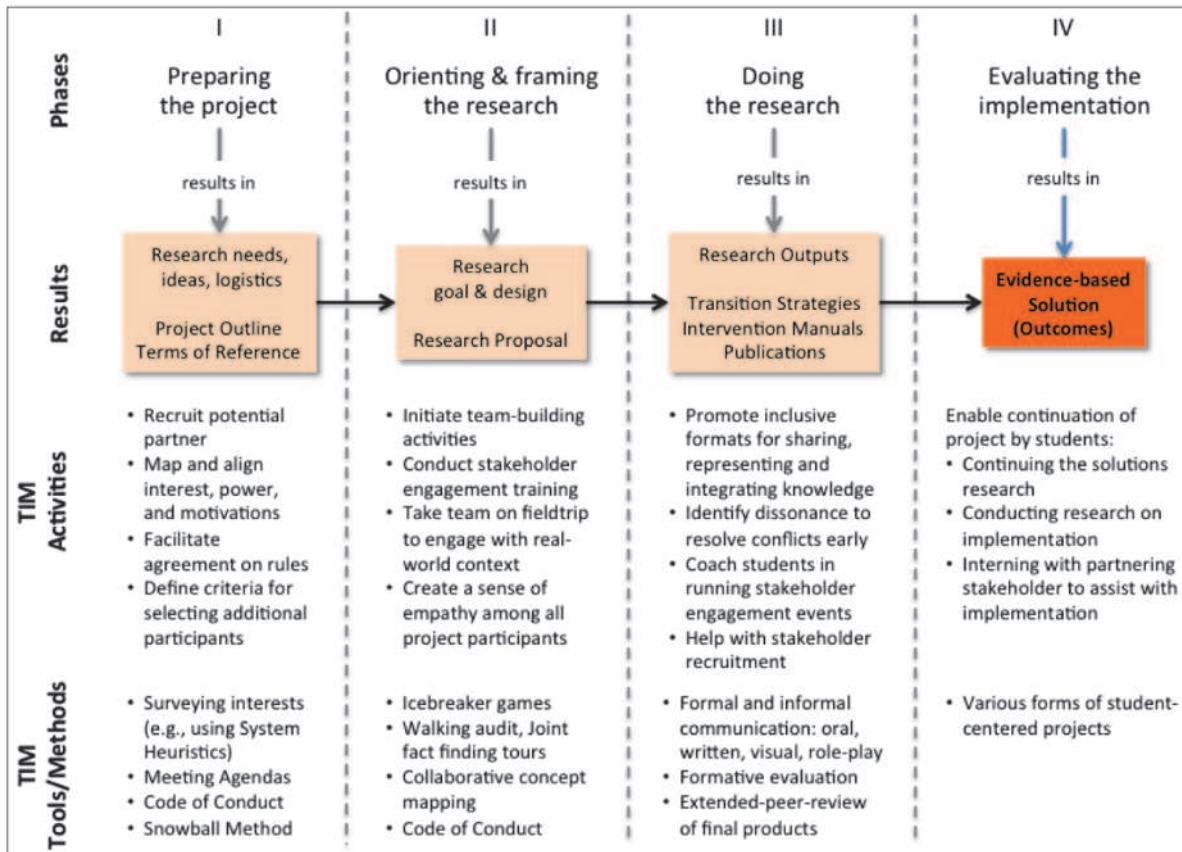 Phases
I
Preparing
the project
results in
II
Orienting & framing
the research
results in
III
Doing
the research
results in
IV
Evaluating the
implementation
results in
Results
Research needs,
ideas, logistics
Project Outline
Terms of Reference
Research
goal & design
Research Proposal
Research Outputs
Transition Strategies
Intervention Manuals
Publications
Evidence-based
Solution
(Outcomes)
TIM
Activities
• Recruit potential
partner
• Map and align
interest, power,
and motivations
• Facilitate
agreement on rules
• Define criteria for
selecting additional
participants
• Initiate team-building
activities
• Conduct stakeholder
engagement training
• Take team on fieldtrip
to engage with real-
world context
• Create a sense of
empathy among all
project participants
• Promote inclusive
formats for sharing,
representing and
integrating knowledge
• Identify dissonance to
resolve conflicts early
• Coach students in
running stakeholder
engagement events
• Help with stakeholder
recruitment
Enable continuation of
project by students:
• Continuing the solutions
research
• Conducting research on
implementation
• Interning with partnering
stakeholder to assist with
implementation
TIM
Tools/Methods
• Surveying interests
(e.g., using System
Heuristics)
• Meeting Agendas
• Code of Conduct
• Snowball Method
• Icebreaker games
• Walking audit, Joint
fact finding tours
• Collaborative concept
mapping
• Code of Conduct
• Formal and informal
communication: oral,
written, visual, role-play
• Formative evaluation
• Extended-peer-review
of final products
• Various forms of student-
centered projects